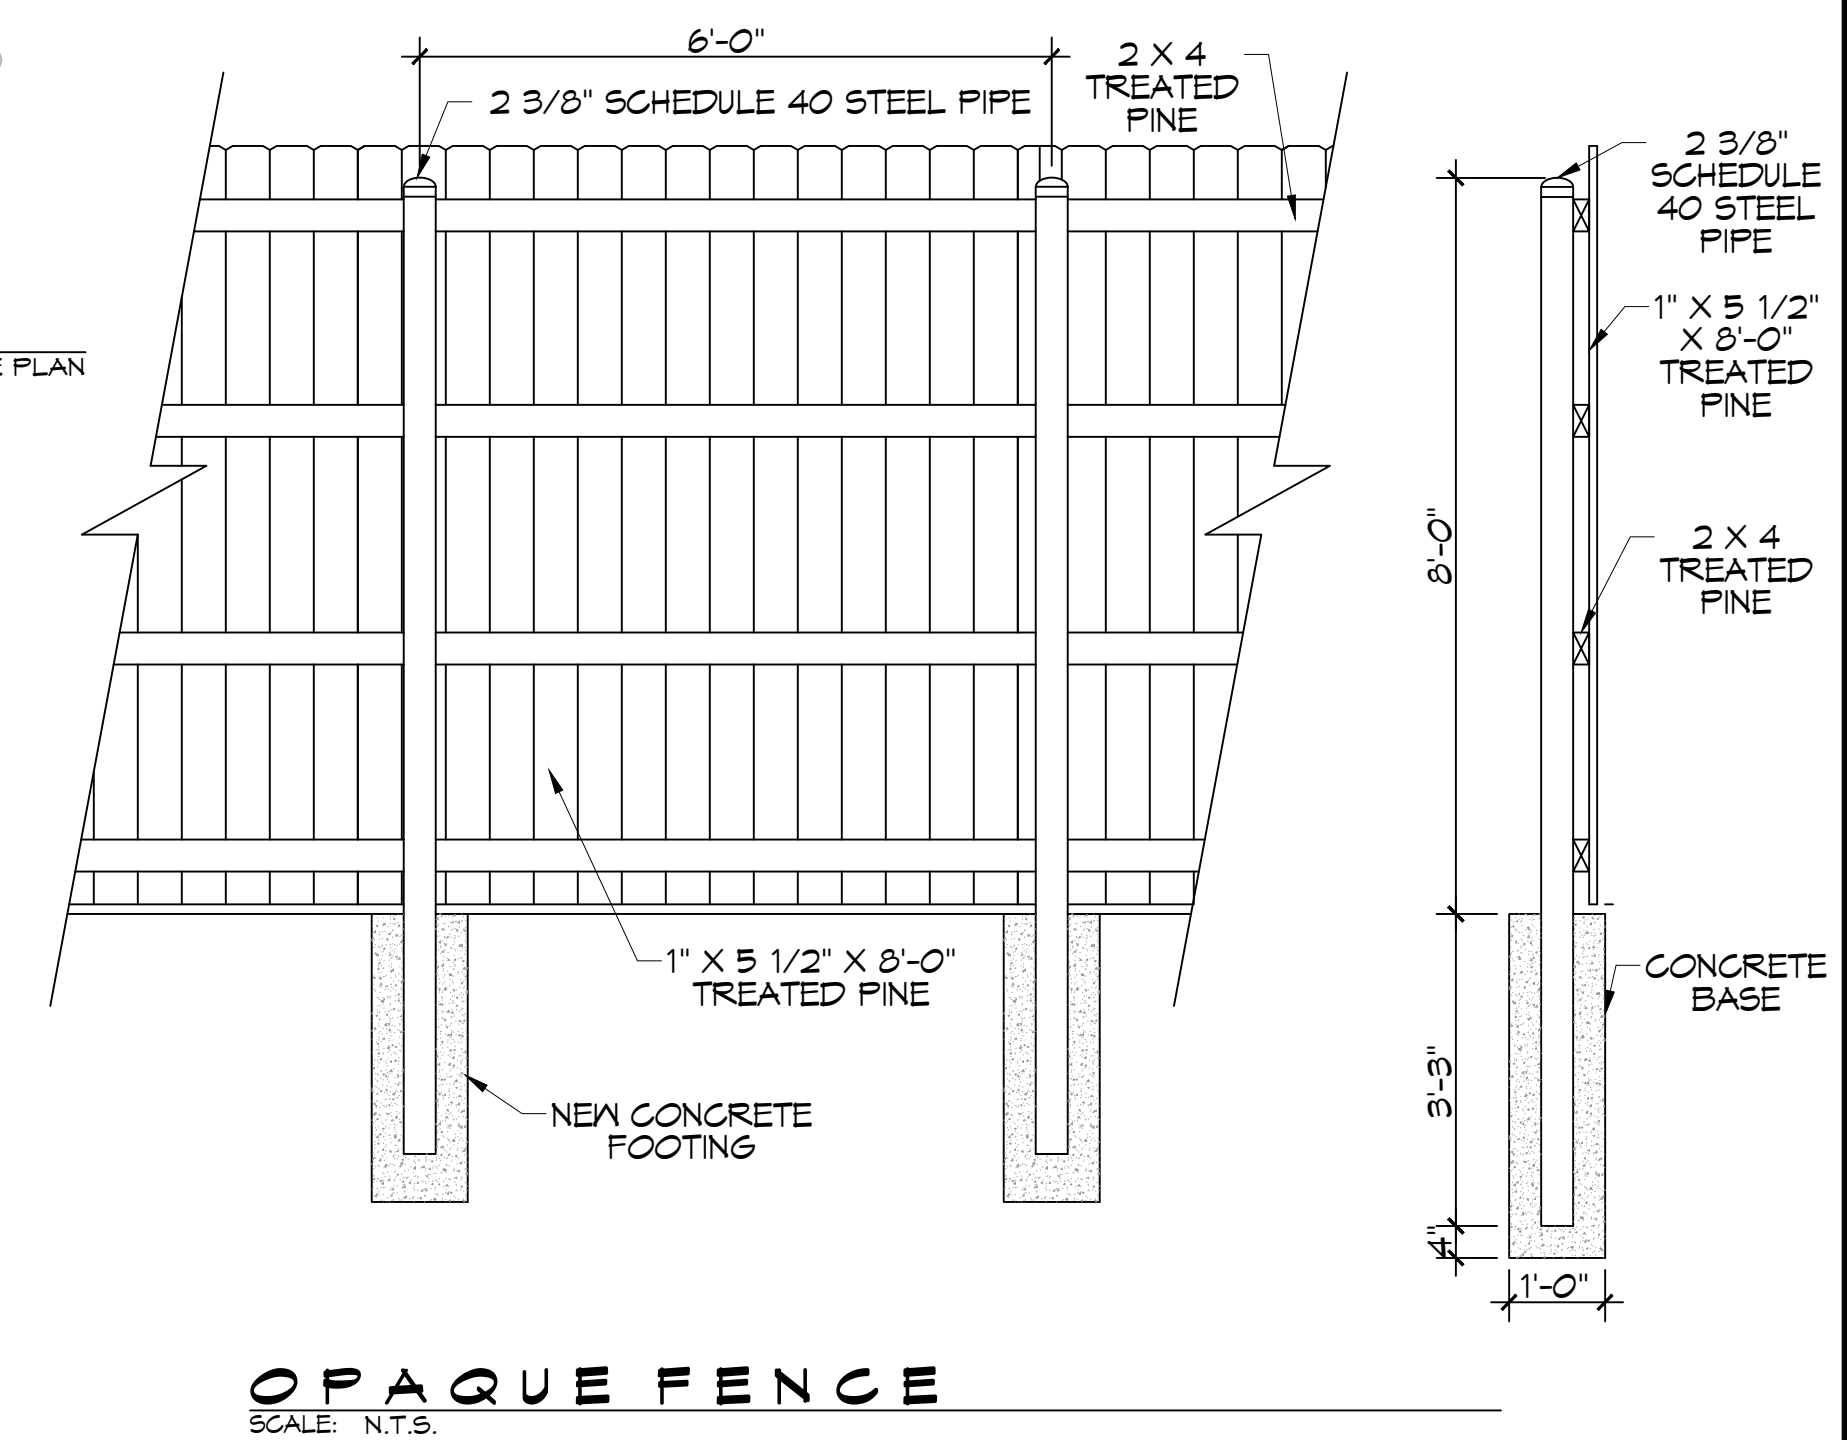 6'-0"
2 3/8" SCHEDULE 40 STEEL PIPE
2 X 4
TREATED
PINE
2 3/8"
SCHEDULE
40 STEEL
PIPE
1" X 5 1/2"
X 8'-0"
TREATED
PINE
E PLAN
8'-0"
2 X 4
TREATED
PINE
1" X 5 1/2" X 8'-0"
TREATED PINE
CONCRETE
BASE
3'-3"
NEW CONCRETE
FOOTING
4"
1'-0"
OPAQUE FENCE
SCALE: N.T.S.